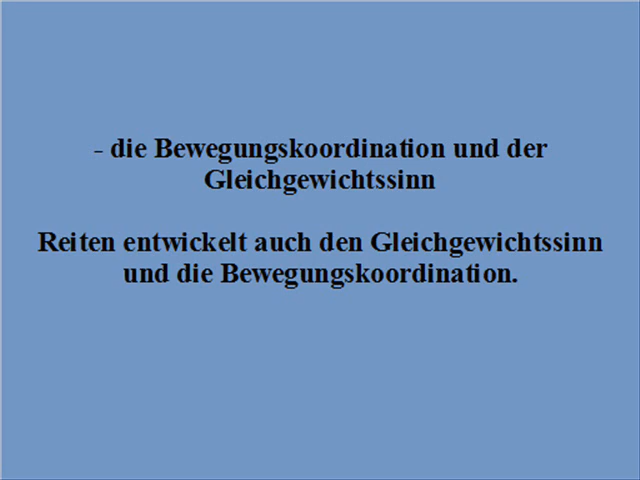 - die Bewegungskoordination und der
Gleichgewichtssinn
Reiten entwickelt auch den Gleichgewichtssinn
und die Bewegungskoordination.